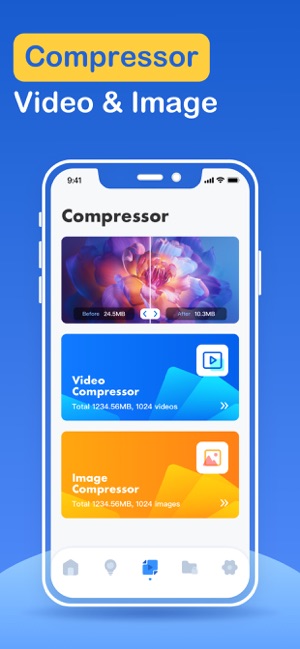 Compressor
Video & Image
9:41
Compressor
Before 24.5MB
After 10.3MB
Video
Compressor
Total 1234.56MB, 1024 videos
Image
Compressor
Total 1234.56MB, 1024 images